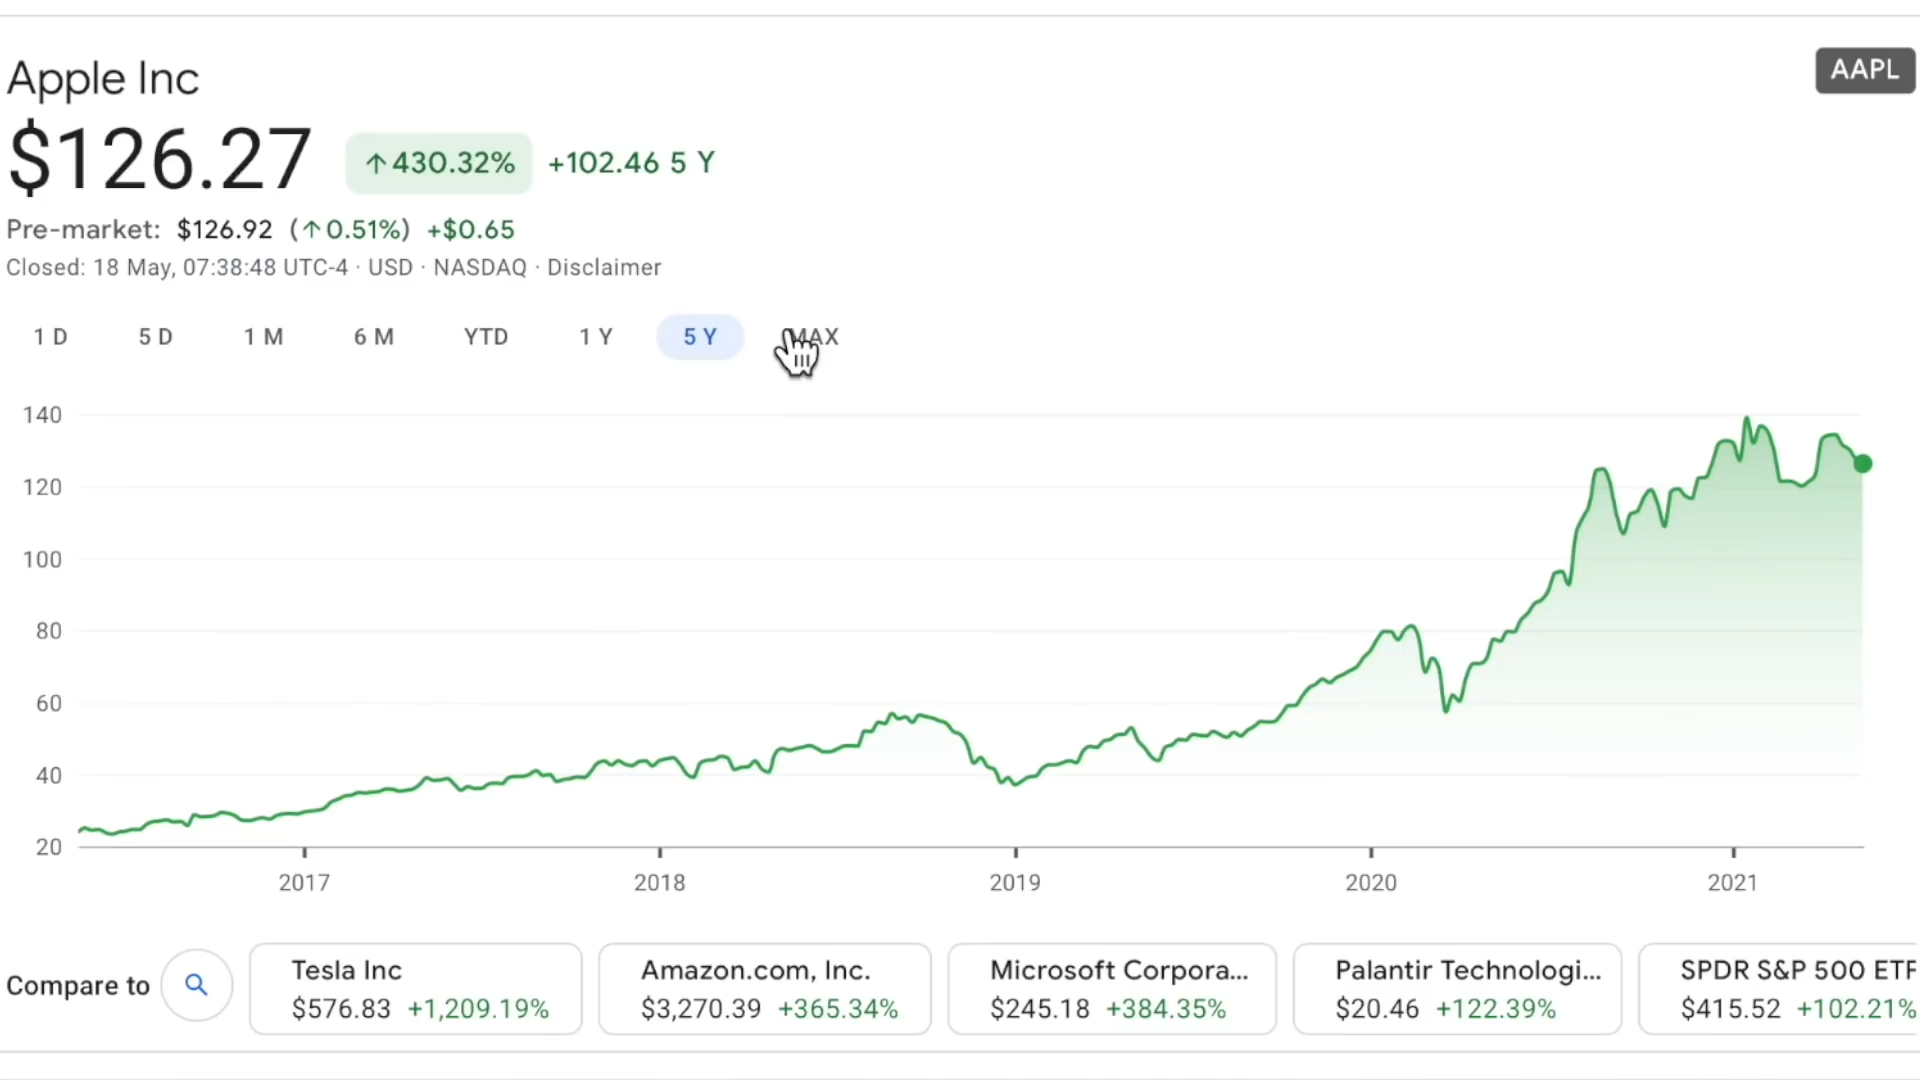 Apple Inc
AAPL
$126.27 ↑430.32% +102.46 5 Y
Pre-market: $126.92 (↑0.51%) +$0.65
Closed: 18 May, 07:38:48 UTC-4 · USD · NASDAQ · Disclaimer
1 D 5 D 1 M 6 M YTD 1 Y 5 Y MAX
140
120
100
80
60
40
20
2017 2018 2019 2020 2021
Compare to
Tesla Inc
$576.83 +1,209.19%
Amazon.com, Inc.
$3,270.39 +365.34%
Microsoft Corpora...
$245.18 +384.35%
Palantir Technologi...
$20.46 +122.39%
SPDR S&P 500 ETF
$415.52 +102.21%